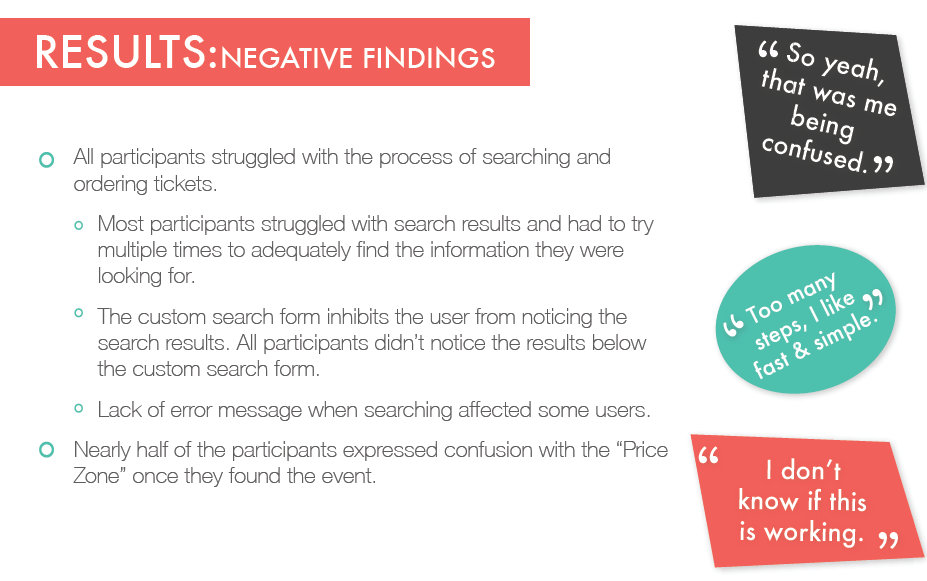 RESULTS: NEGATIVE FINDINGS
All participants struggled with the process of searching and
ordering tickets.
Most participants struggled with search results and had to try
multiple times to adequately find the information they were
looking for.
The custom search form inhibits the user from noticing the
search results. All participants didn’t notice the results below
the custom search form.
Lack of error message when searching affected some users.
Nearly half of the participants expressed confusion with the “Price
Zone” once they found the event.
“So yeah,
that was me
being
confused.”
“Too many
steps, I like
fast & simple.”
“I don’t
know if this
is working.”